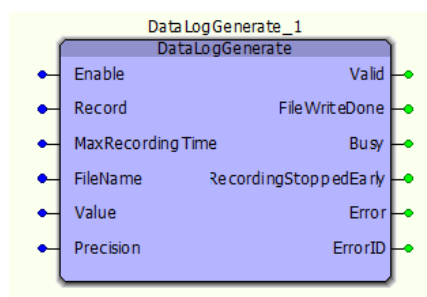 DataLogGenerate_1
DataLogGenerate
Enable Valid
Record FileWriteDone
MaxRecordingTime Busy
FileName RecordingStoppedEarly
Value Error
Precision ErrorID